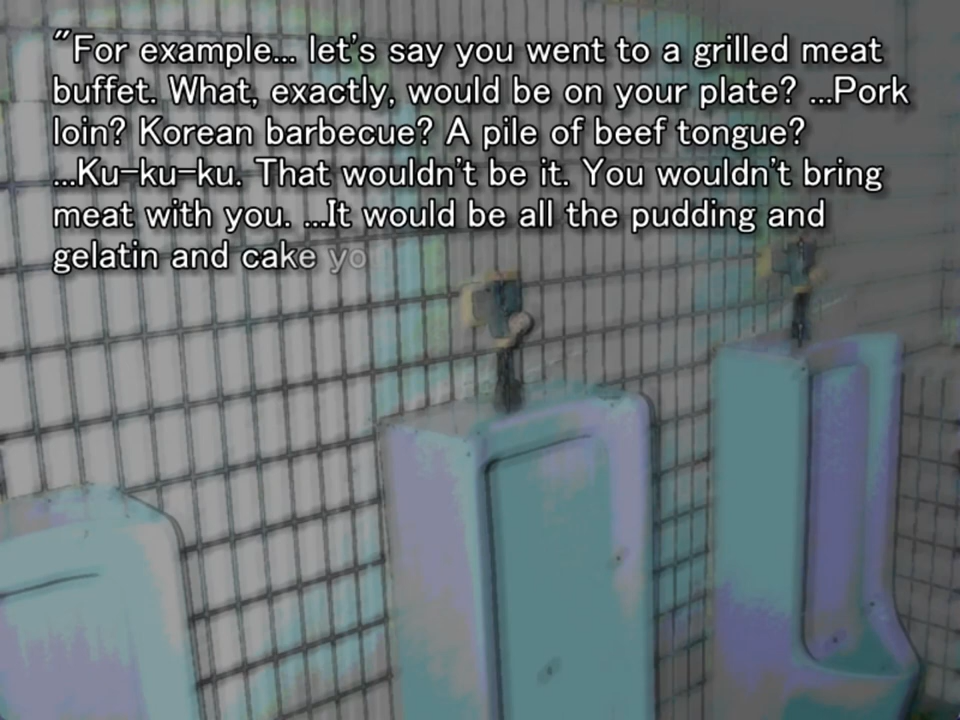 "For example... let's say you went to a grilled meat
buffet. What, exactly, would be on your plate? ...Pork
loin? Korean barbecue? A pile of beef tongue?
...Ku-ku-ku. That wouldn't be it. You wouldn't bring
meat with you. ...It would be all the pudding and
gelatin and cake yo